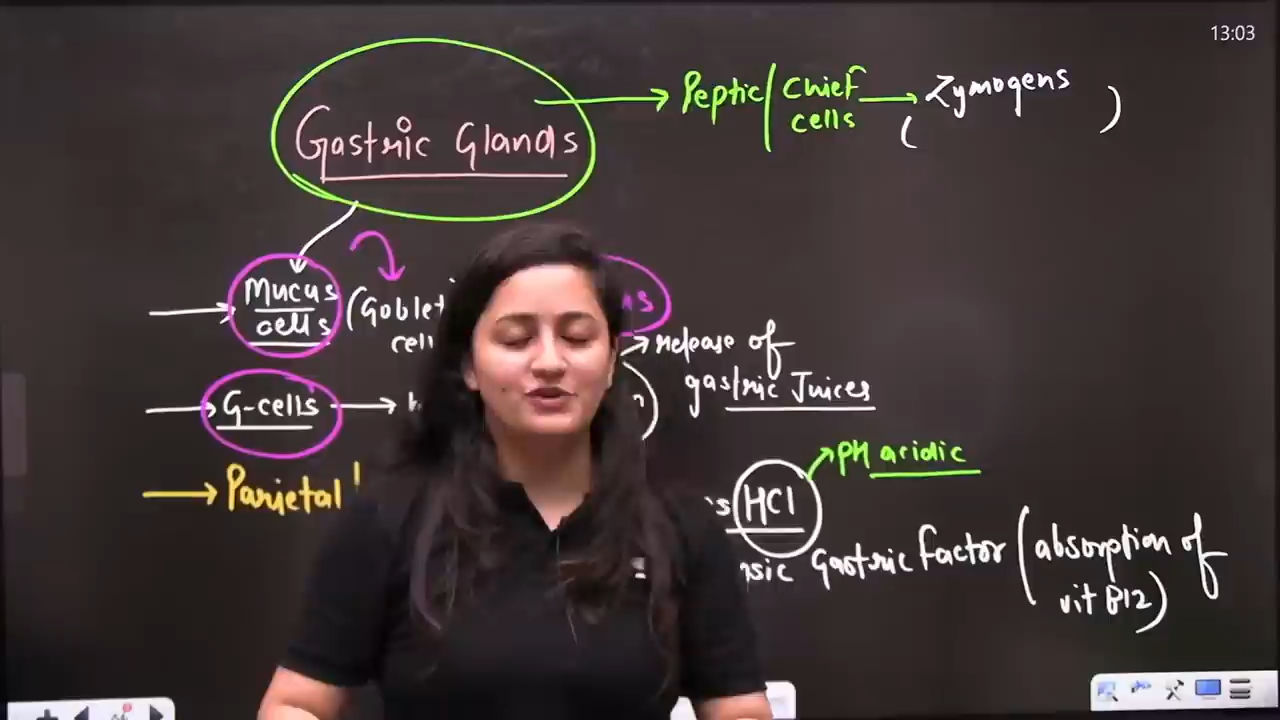 13:03
Gastric Glands
Peptic/Chief cells
Zymogens
( )
Mucus cells
(Goblet
cell
release of
gastric Juices
G-cells
Parietal
HCl
PH acidic
Gastric factor (absorption of
vit B12)